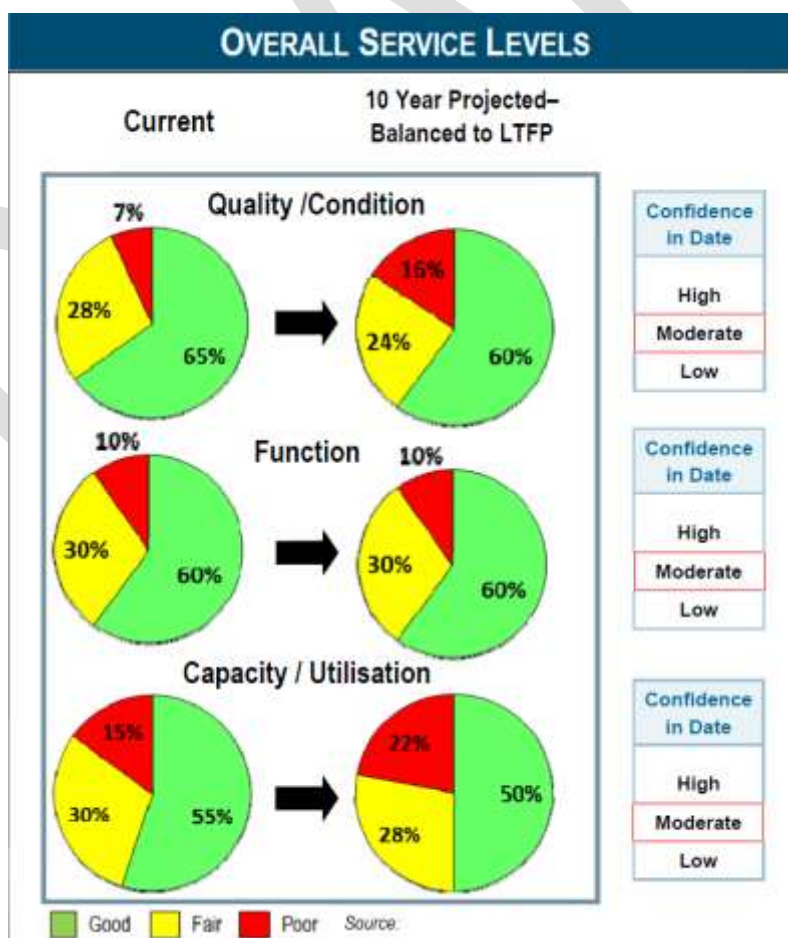 OVERALL SERVICE LEVELS
Current
10 Year Projected–
Balanced to LTFP
Quality /Condition
7%
28%
65%
16%
24%
60%
Confidence
in Date
High
Moderate
Low
Function
10%
30%
60%
10%
30%
60%
Confidence
in Date
High
Moderate
Low
Capacity / Utilisation
15%
30%
55%
22%
28%
50%
Confidence
in Date
High
Moderate
Low
Good Fair Poor Source: